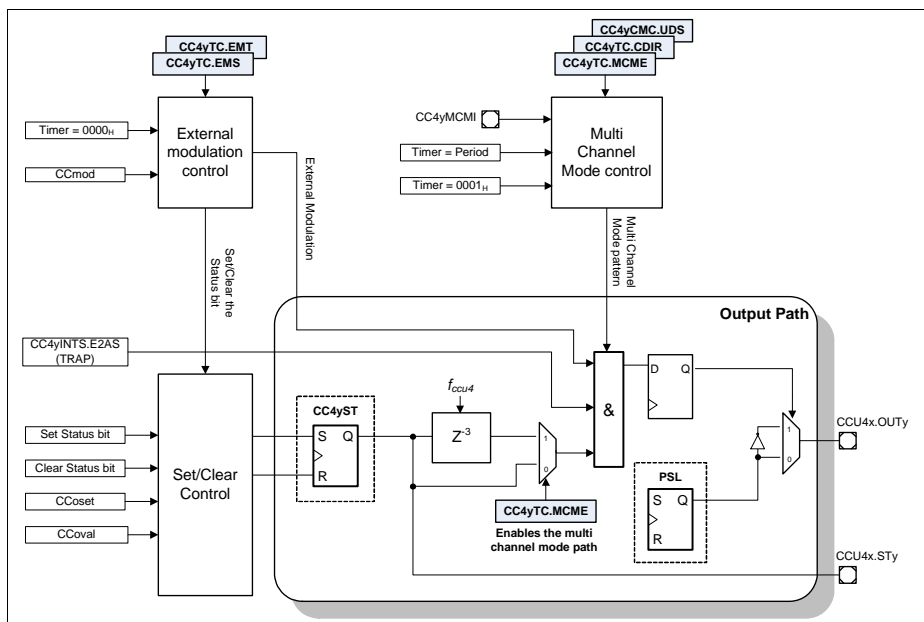 CC4yTC.EMT
CC4yTC.EMS
CC4yCMC.UDS
CC4yTC.CDIR
CC4yTC.MCME
Timer = 0000H
CCmod
External
modulation
control
CC4yMCMI
Timer = Period
Timer = 0001H
Multi
Channel
Mode control
Set/Clear the
Status bit
External Modulation
Multi Channel
Mode pattern
Output Path
CC4yINTS.E2AS
(TRAP)
Set Status bit
Clear Status bit
CCoset
CCoval
Set/Clear
Control
CC4yST
S Q
R
fccu4
Z-3
1
0
CC4yTC.MCME
Enables the multi
channel mode path
&
D Q
PSL
S Q
R
1
0
CCU4x.OUTy
CCU4x.STy